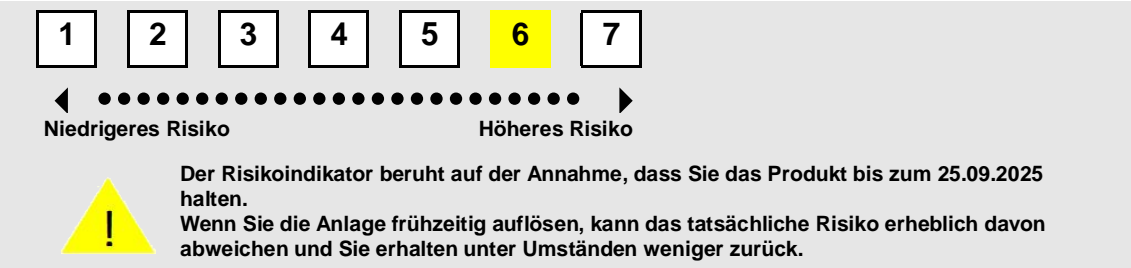 1 2 3 4 5 6 7
Niedrigeres Risiko Höheres Risiko
Der Risikoindikator beruht auf der Annahme, dass Sie das Produkt bis zum 25.09.2025
halten.
Wenn Sie die Anlage frühzeitig auflösen, kann das tatsächliche Risiko erheblich davon
abweichen und Sie erhalten unter Umständen weniger zurück.
!